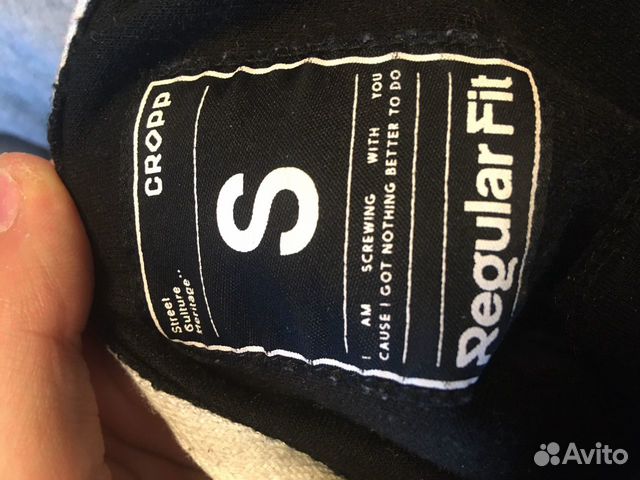 CROPP
Street
Culture
Heritage..
S
I AM SCREWING WITH YOU
CAUSE I GOT NOTHING BETTER TO DO
Regular Fit
Avito